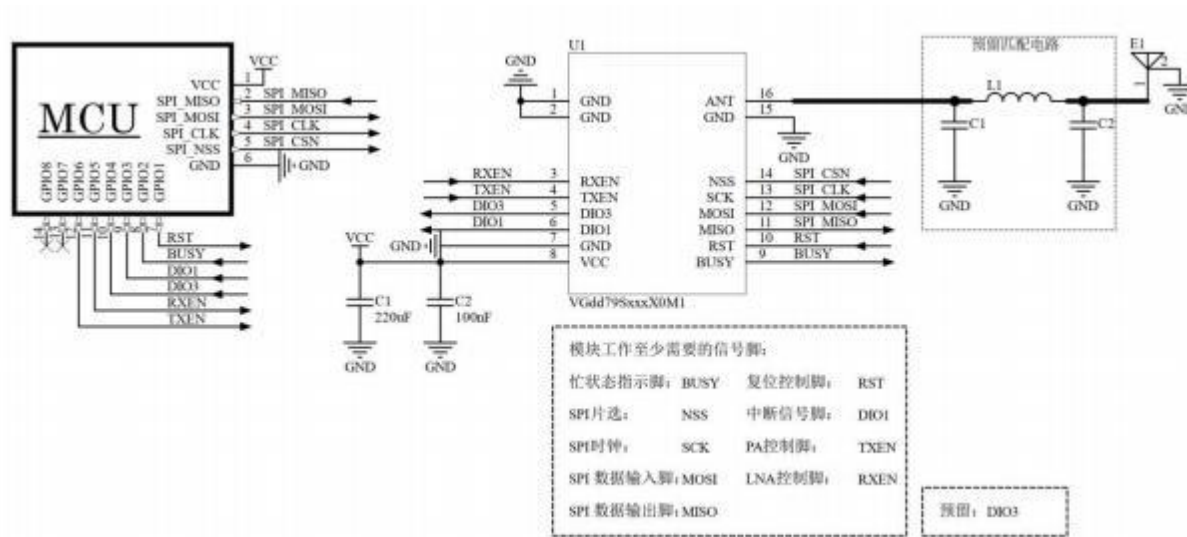 MCU
VCC
VCC
1
SPI_MISO
2
SPI_MISO
SPI_MOSI
3
SPI_MOSI
SPI_CLK
4
SPI_CLK
SPI_NSS
5
SPI_CSN
GND
6
GND
GPIO8
GPIO7
GPIO6
GPIO5
GPIO4
GPIO3
GPIO2
GPIO1
RST
BUSY
DIO1
DIO3
RXEN
TXEN
U1
GND
1
GND
2
GND
RXEN
3
RXEN
TXEN
4
TXEN
DIO3
5
DIO3
DIO1
6
DIO1
GND
7
GND
VCC
8
VCC
ANT
16
GND
15
GND
NSS
14
SPI_CSN
SCK
13
SPI_CLK
MOSI
12
SPI_MOSI
MISO
11
SPI_MISO
RST
10
RST
BUSY
9
BUSY
VGdd79SxxxX0M1
C1
220nF
GND
C2
100nF
GND
预留匹配电路
L1
C1
GND
C2
GND
E1
2
1
GND
模块工作至少需要的信号脚:
忙状态指示脚: BUSY 复位控制脚: RST
SPI片选: NSS 中断信号脚: DIO1
SPI时钟: SCK PA控制脚: TXEN
SPI 数据输入脚: MOSI LNA控制脚: RXEN
SPI 数据输出脚: MISO
预留: DIO3